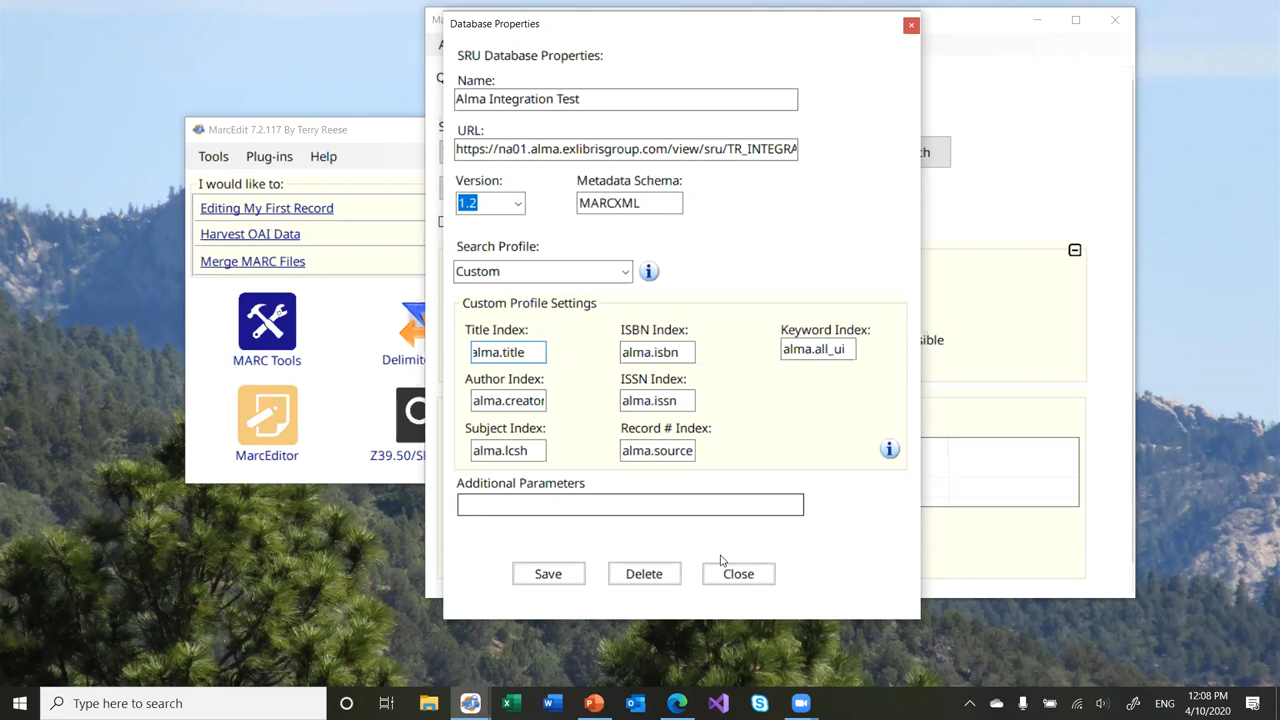 Database Properties
SRU Database Properties:
Name:
Alma Integration Test
URL:
https://na01.alma.exlibrisgroup.com/view/sru/TR_INTEGRA
Version:
Metadata Schema:
1.2
MARCXML
Search Profile:
Custom
Custom Profile Settings
Title Index:
ISBN Index:
Keyword Index:
alma.title
alma.isbn
alma.all_ui
Author Index:
ISSN Index:
alma.creator
alma.issn
Subject Index:
Record # Index:
alma.lcsh
alma.source
Additional Parameters
Save
Delete
Close
MarcEdit 7.2.117 By Terry Reese
Tools
Plug-ins
Help
I would like to:
Editing My First Record
Harvest OAI Data
Merge MARC Files
MARC Tools
Delimit
MarcEditor
Z39.50/S
Type here to search
ENG
12:08 PM
4/10/2020